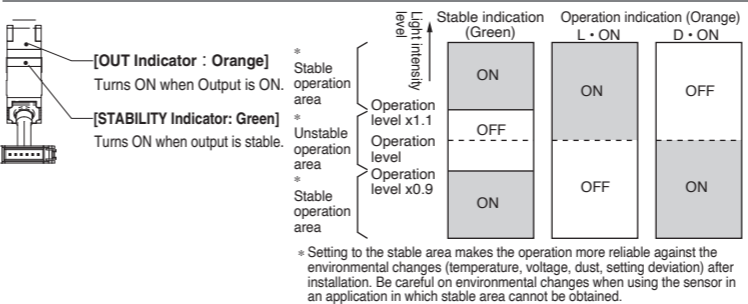 [OUT Indicator : Orange]
Turns ON when Output is ON.
[STABILITY Indicator: Green]
Turns ON when output is stable.
Light intensity
level
Stable indication
(Green)
Operation indication (Orange)
L • ON
D • ON
*
Stable
operation
area
Operation
level x1.1
*
Unstable
operation
area
Operation
level
Operation
level x0.9
*
Stable
operation
area
ON
OFF
ON
ON
OFF
OFF
ON
* Setting to the stable area makes the operation more reliable against the
environmental changes (temperature, voltage, dust, setting deviation) after
installation. Be careful on environmental changes when using the sensor in
an application in which stable area cannot be obtained.